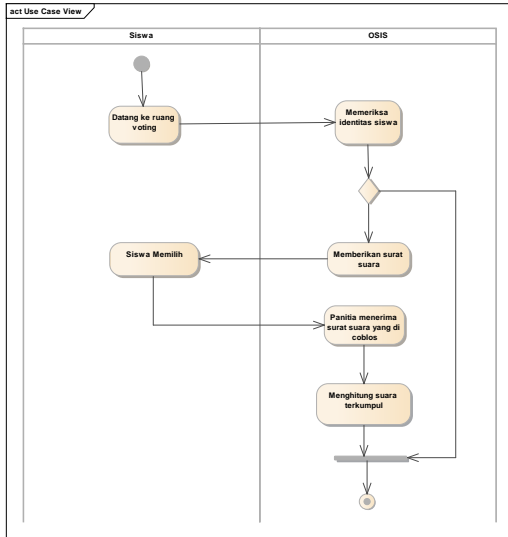 act Use Case View
Siswa
OSIS
Datang ke ruang
voting
Memeriksa
identitas siswa
Siswa Memilih
Memberikan surat
suara
Panitia menerima
surat suara yang di
coblos
Menghitung suara
terkumpul